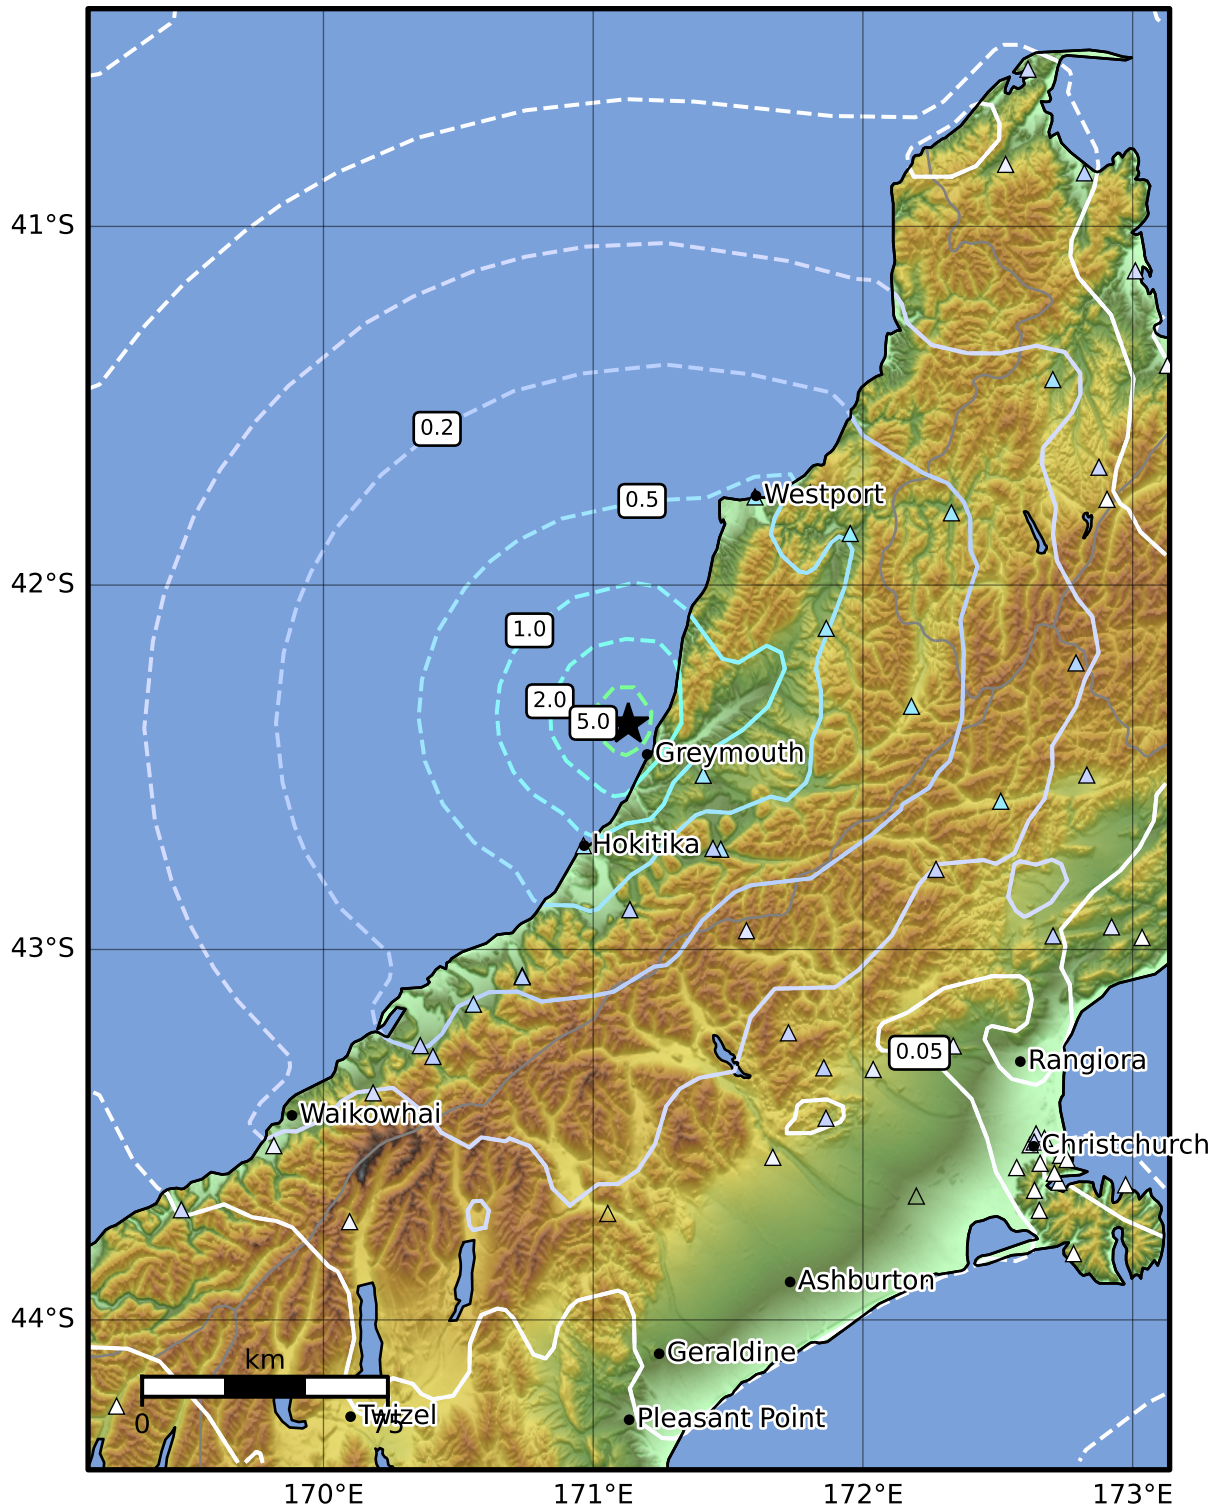 41°S
0.2
0.5
Westport
42°S
1.0
2.0
5.0
Greymouth
Hokitika
43°S
0.05
Rangiora
Waikowhai
Christchurch
Ashburton
44°S
Geraldine
km
Twizel
Pleasant Point
0
75
170°E
171°E
172°E
173°E